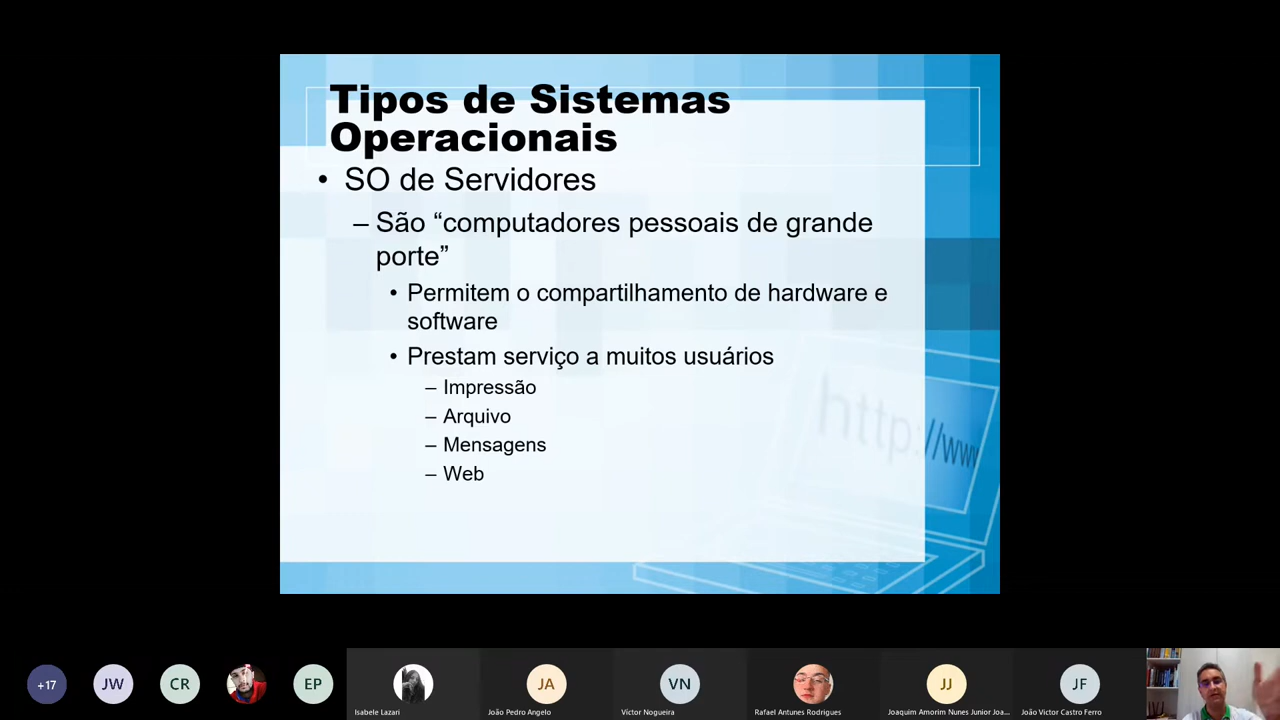 Tipos de Sistemas
Operacionais
• SO de Servidores
– São “computadores pessoais de grande
porte”
• Permitem o compartilhamento de hardware e
software
• Prestam serviço a muitos usuários
– Impressão
– Arquivo
– Mensagens
– Web
http://www
+17
JW
CR
EP
JA
VN
JJ
JF
Isabele Lazari
João Pedro Angelo
Víctor Nogueira
Rafael Antunes Rodrigues
Joaquim Amorim Nunes Junior Joa...
João Victor Castro Ferro